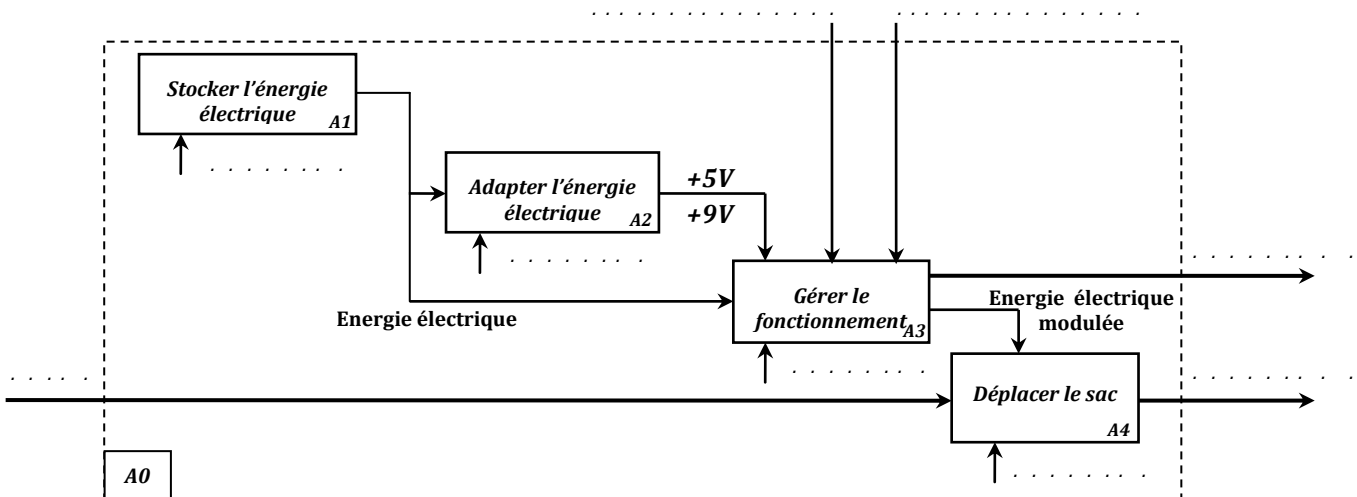 . . . . . . . . . . . . . .
. . . . . . . . . . . . . .
Stocker l'énergie
électrique
A1
. . . . . . . .
Adapter l'énergie
électrique
A2
+5V
+9V
. . . . . . . .
. . . . . . . . .
Gérer le
fonctionnement
A3
Energie électrique
Energie électrique
modulée
. . . . . . .
. . . . .
. . . . . . . . .
Déplacer le sac
A4
. . . . . . . .
A0